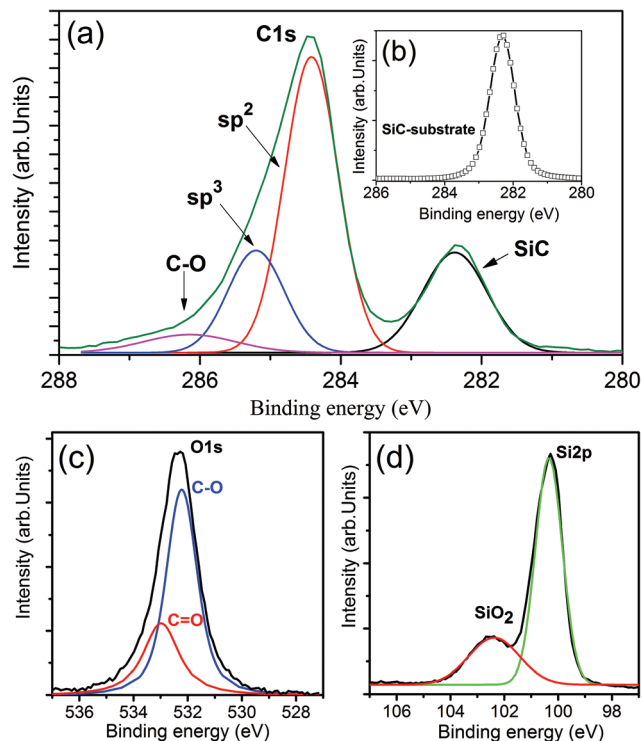 (a)
C1s
sp²
sp³
C-O
SiC
Intensity (arb.Units)
288 286 284 282 280
Binding energy (eV)
(b)
SiC-substrate
Intensity (arb.Units)
286 284 282 280
Binding energy (eV)
(c)
O1s
C-O
C=O
Intensity (arb.Units)
536 534 532 530 528
Binding energy (eV)
(d)
Si2p
SiO₂
Intensity (arb.Units)
106 104 102 100 98
Binding energy (eV)